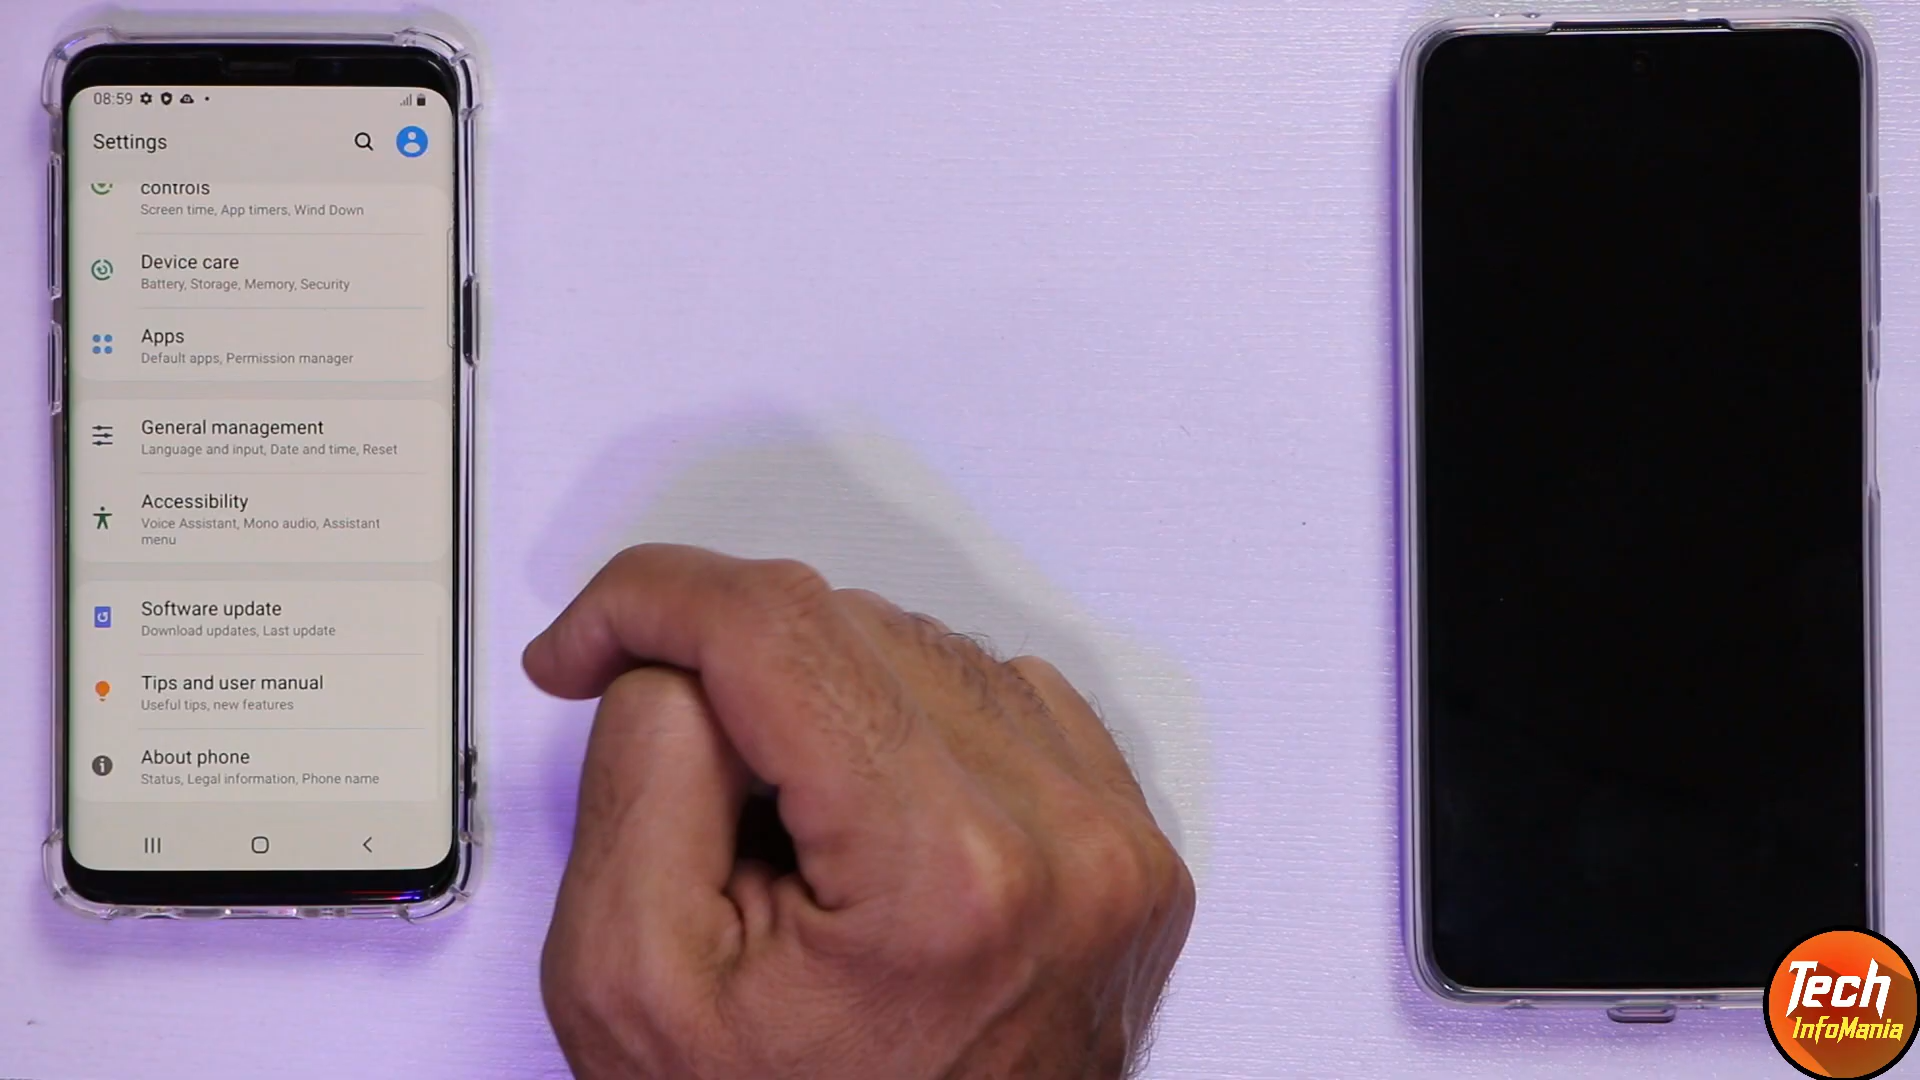 08:59
Settings
controls
Screen time, App timers, Wind Down
Device care
Battery, Storage, Memory, Security
Apps
Default apps, Permission manager
General management
Language and input, Date and time, Reset
Accessibility
Voice Assistant, Mono audio, Assistant
menu
Software update
Download updates, Last update
Tips and user manual
Useful tips, new features
About phone
Status, Legal information, Phone name
Tech
InfoMania